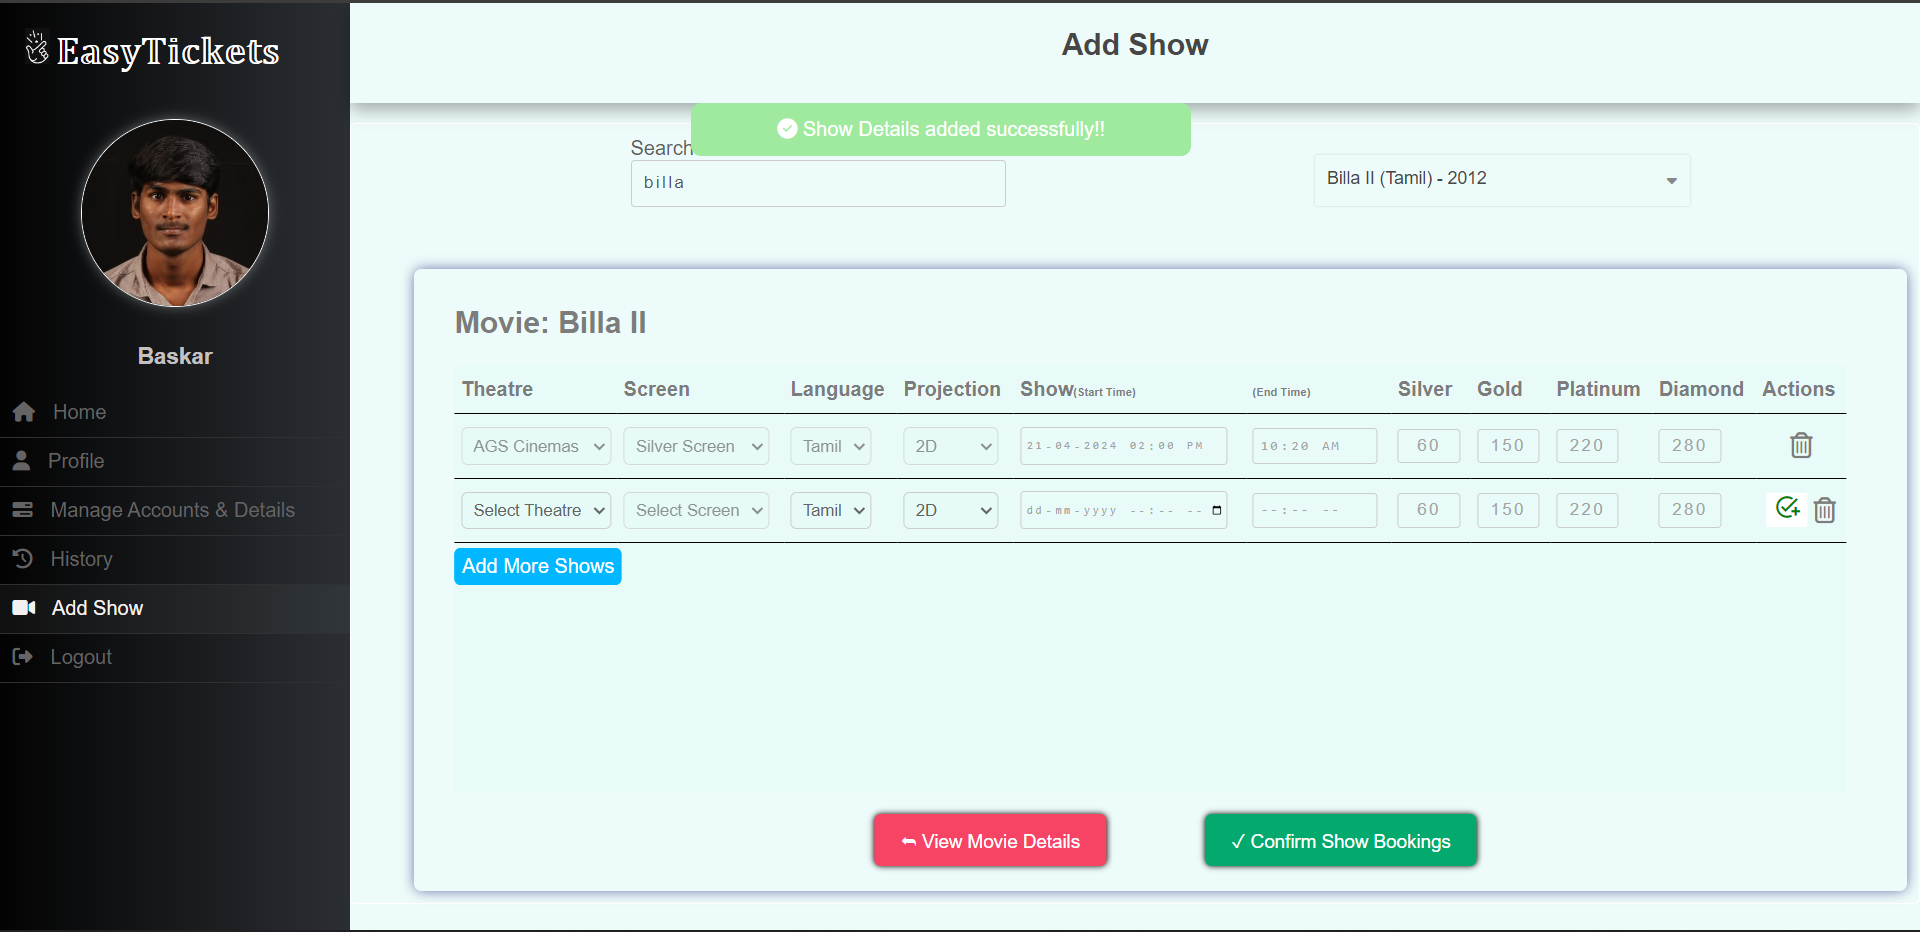 EasyTickets
Baskar
Home
Profile
Manage Accounts & Details
History
Add Show
Logout
Add Show
Show Details added successfully!!
Search
billa
Billa II (Tamil) - 2012
Movie: Billa II
Theatre Screen Language Projection Show(Start Time) (End Time) Silver Gold Platinum Diamond Actions
AGS Cinemas Silver Screen Tamil 2D 21-04-2024 02:00 PM 10:20 AM 60 150 220 280
Select Theatre Select Screen Tamil 2D dd-mm-yyyy --:-- -- --:-- -- 60 150 220 280
Add More Shows
View Movie Details
✓ Confirm Show Bookings